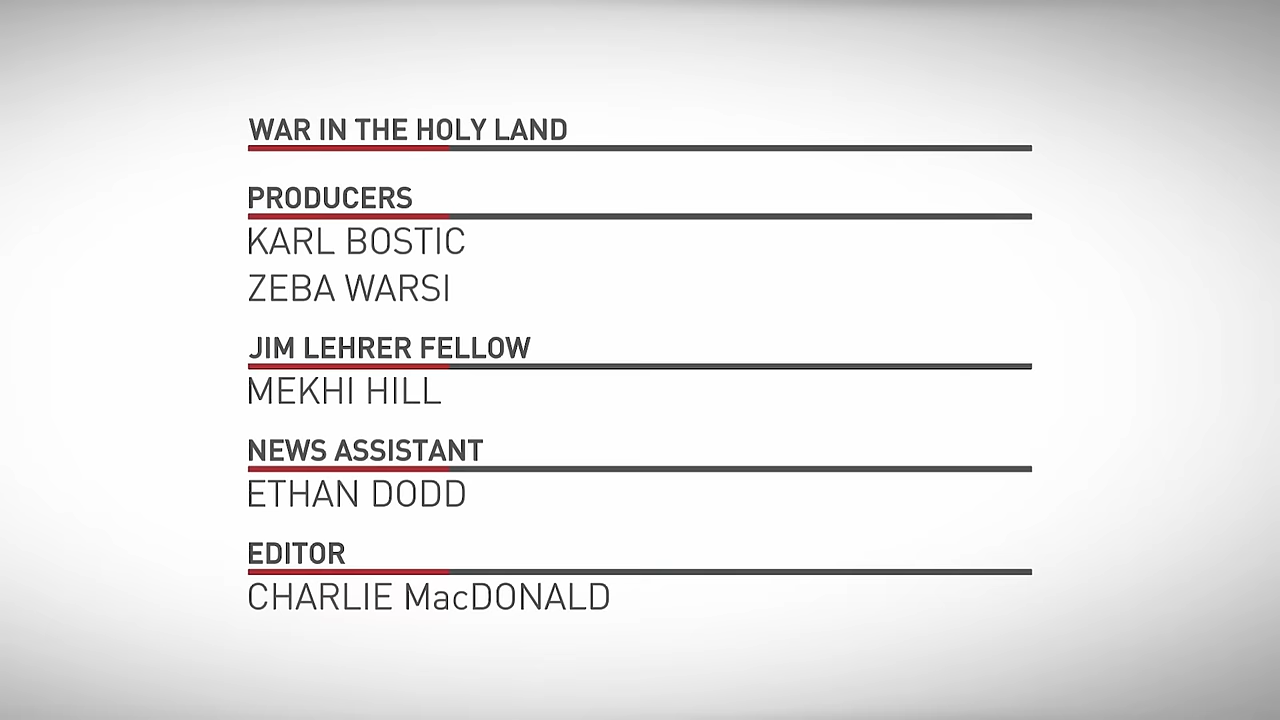 WAR IN THE HOLY LAND
PRODUCERS
KARL BOSTIC
ZEBA WARSI
JIM LEHRER FELLOW
MEKHI HILL
NEWS ASSISTANT
ETHAN DODD
EDITOR
CHARLIE MacDONALD